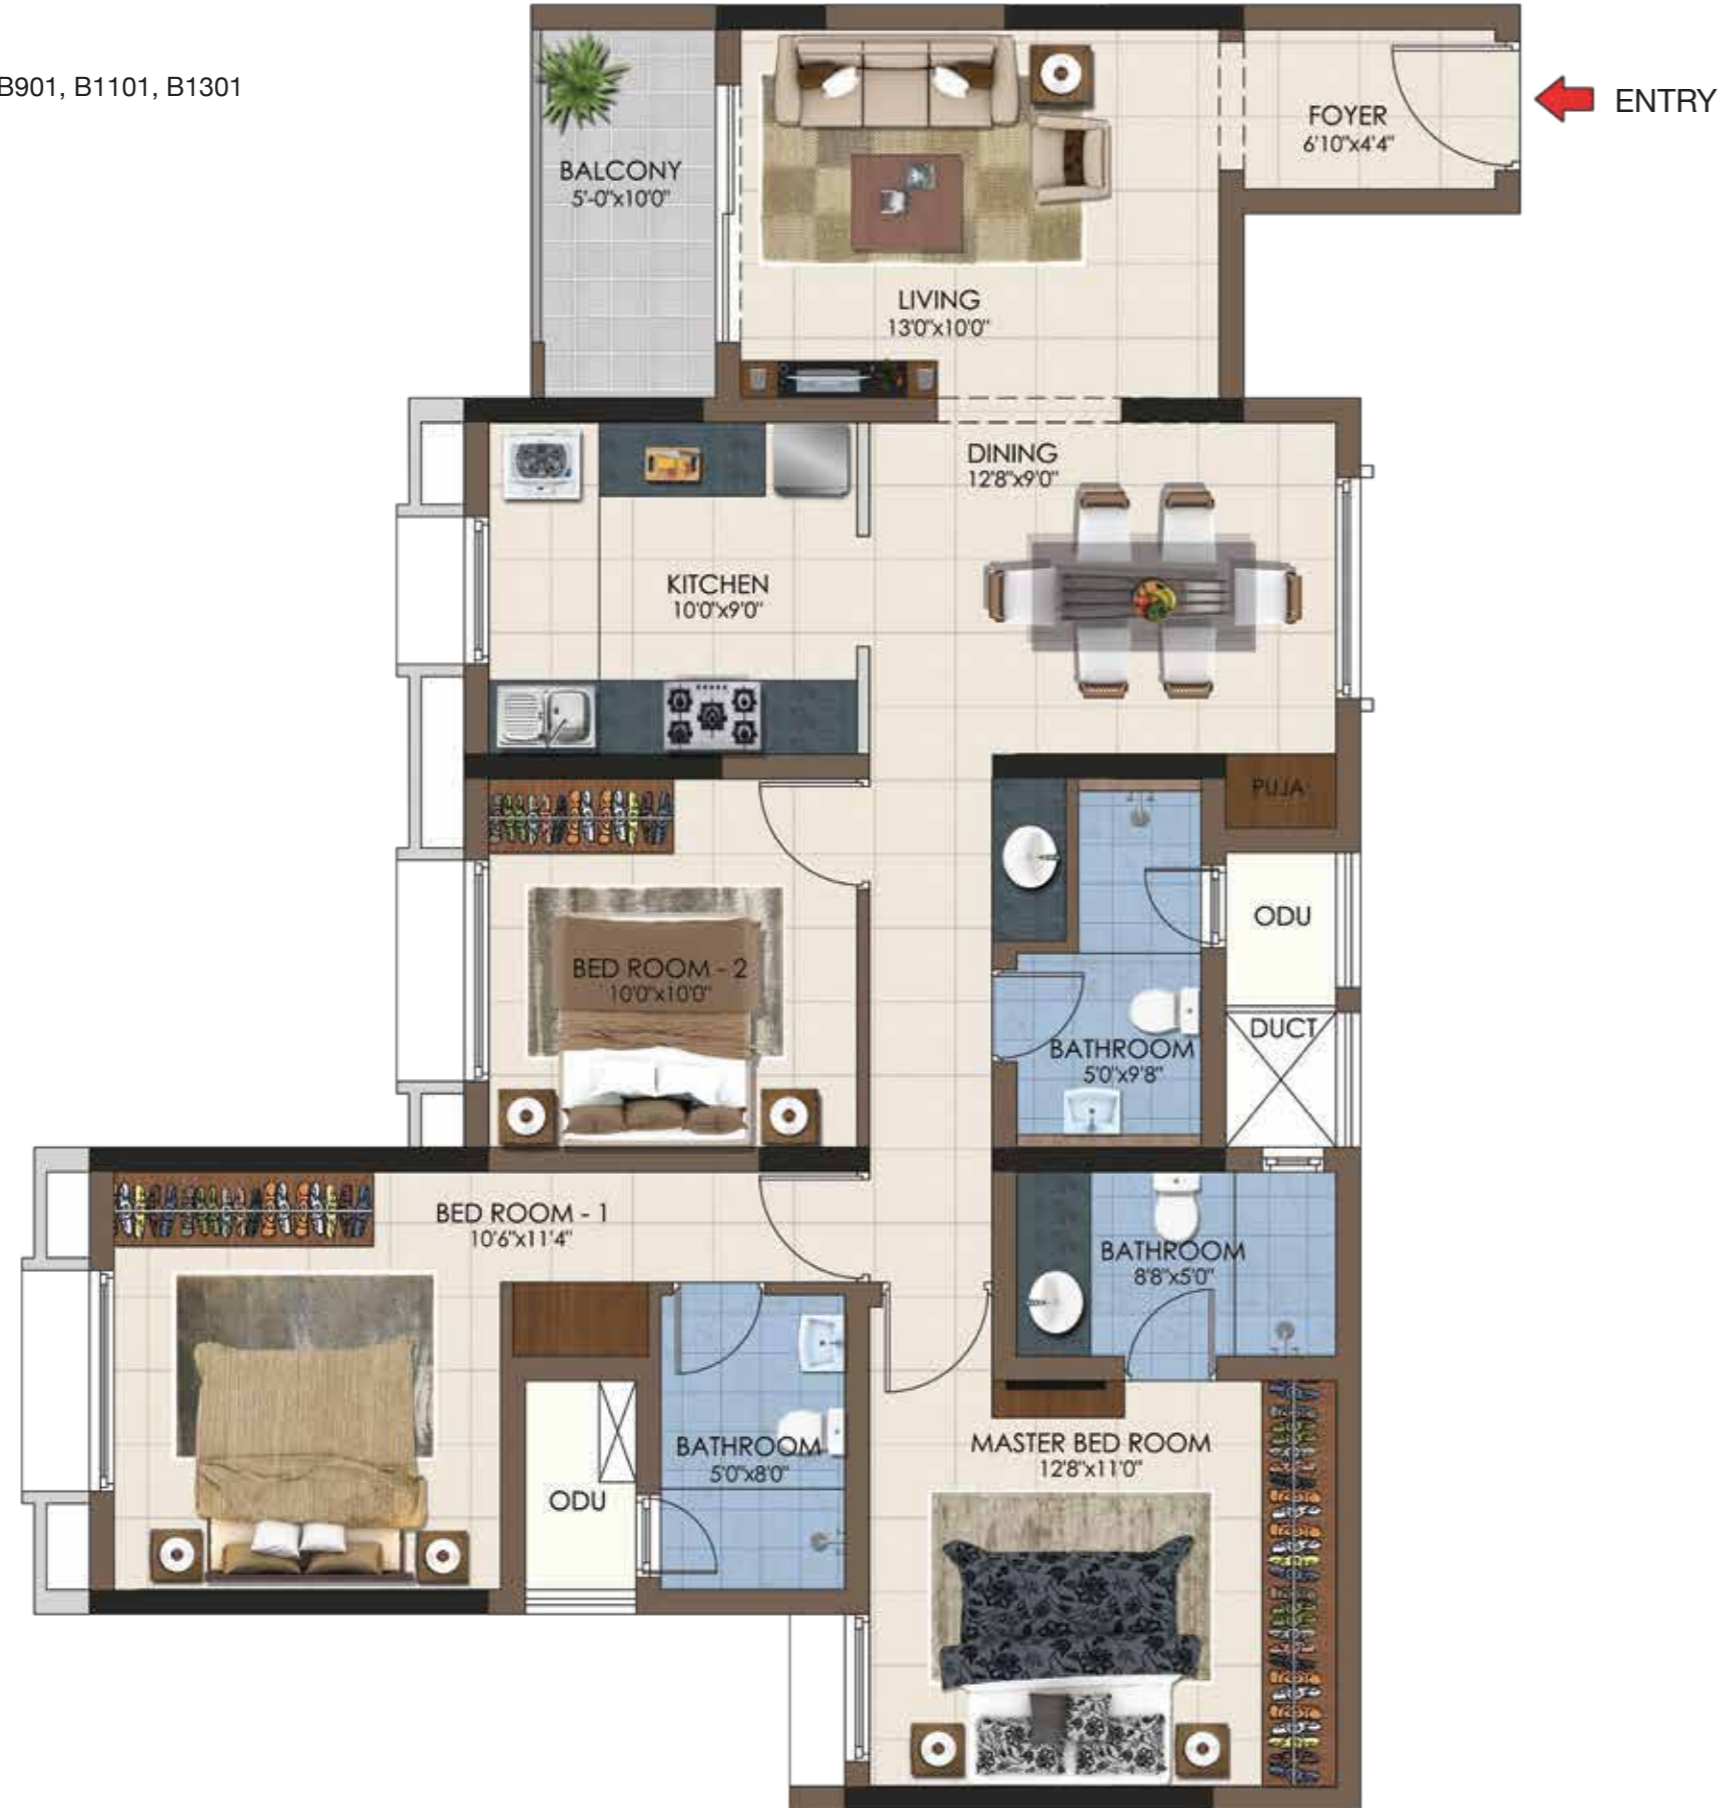 B901, B1101, B1301
ENTRY
FOYER
6'10"x4'4"
BALCONY
5'-0"x10'0"
LIVING
13'0"x10'0"
DINING
12'8"x9'0"
KITCHEN
10'0"x9'0"
PUJA
ODU
BED ROOM - 2
10'0"x10'0"
DUCT
BATHROOM
5'0"x9'8"
BED ROOM - 1
10'6"x11'4"
BATHROOM
8'8"x5'0"
MASTER BED ROOM
12'8"x11'0"
BATHROOM
5'0"x8'0"
ODU